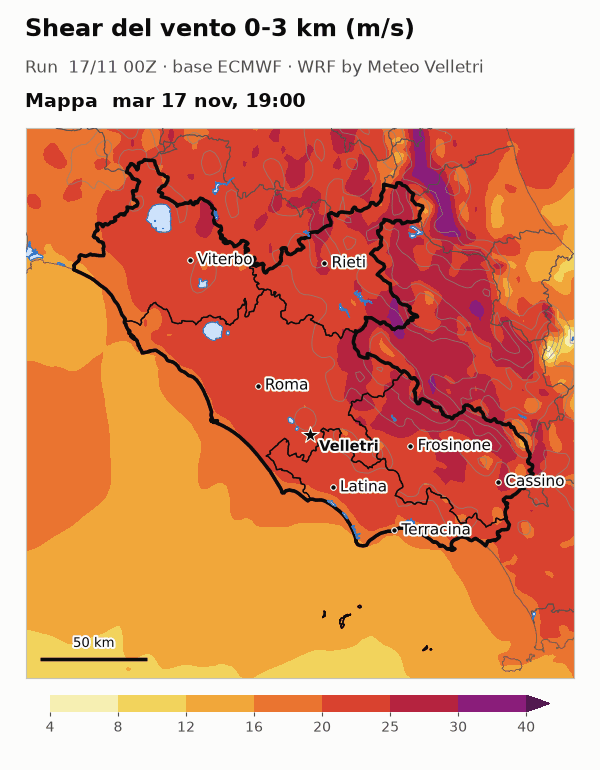 Shear del vento 0-3 km (m/s)
Run  17/11 00Z · base ECMWF · WRF by Meteo Velletri
Mappa  mar 17 nov, 19:00
Viterbo
Rieti
Roma
Velletri
Frosinone
Latina
Cassino
Terracina
50 km
4 8 12 16 20 25 30 40